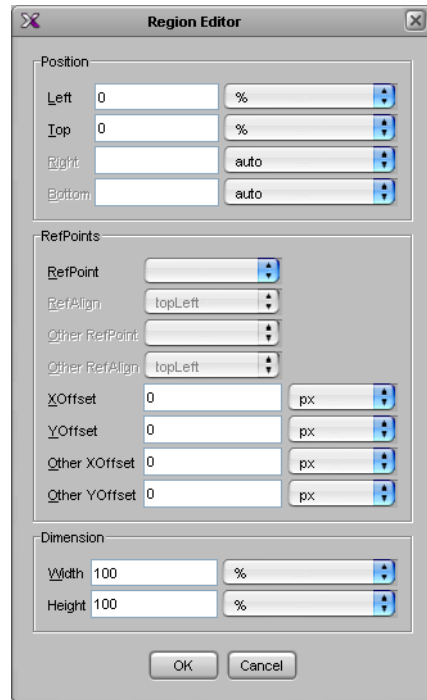 Region Editor
Position
Left 0 %
Top 0 %
Right auto
Bottom auto
RefPoints
RefPoint
RefAlign topLeft
Other RefPoint
Other RefAlign topLeft
XOffset 0 px
YOffset 0 px
Other XOffset 0 px
Other YOffset 0 px
Dimension
Width 100 %
Height 100 %
OK Cancel